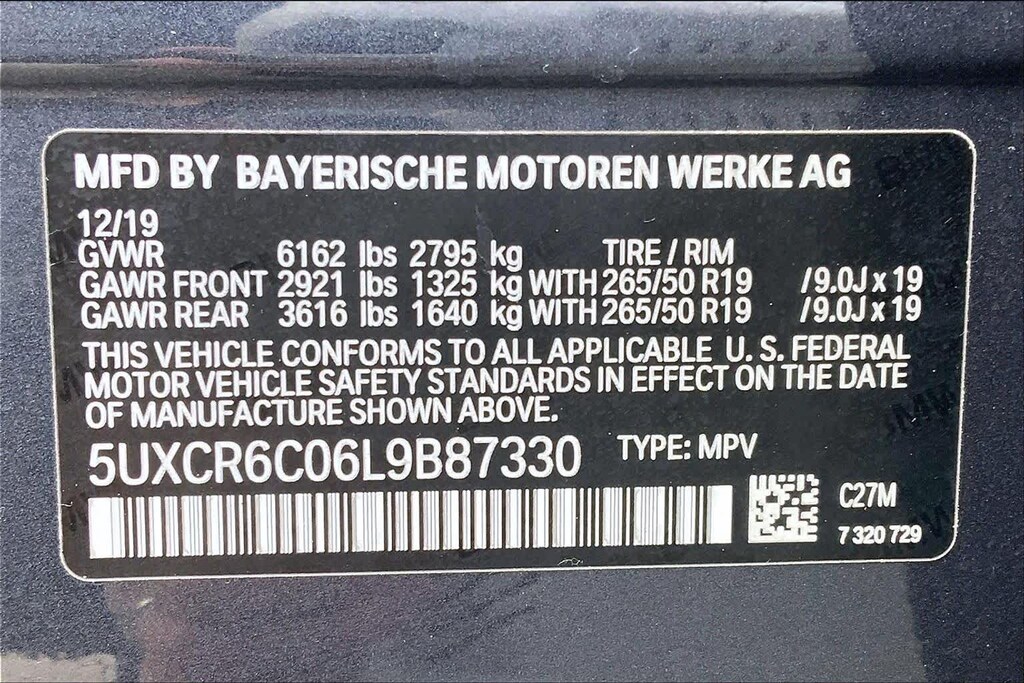 MFD BY BAYERISCHE MOTOREN WERKE AG
12/19
GVWR 6162 lbs 2795 kg TIRE / RIM
GAWR FRONT 2921 lbs 1325 kg WITH 265/50 R19 /9.0J x 19
GAWR REAR 3616 lbs 1640 kg WITH 265/50 R19 /9.0J x 19
THIS VEHICLE CONFORMS TO ALL APPLICABLE U. S. FEDERAL
MOTOR VEHICLE SAFETY STANDARDS IN EFFECT ON THE DATE
OF MANUFACTURE SHOWN ABOVE.
5UXCR6C06L9B87330 TYPE: MPV
C27M
7 320 729